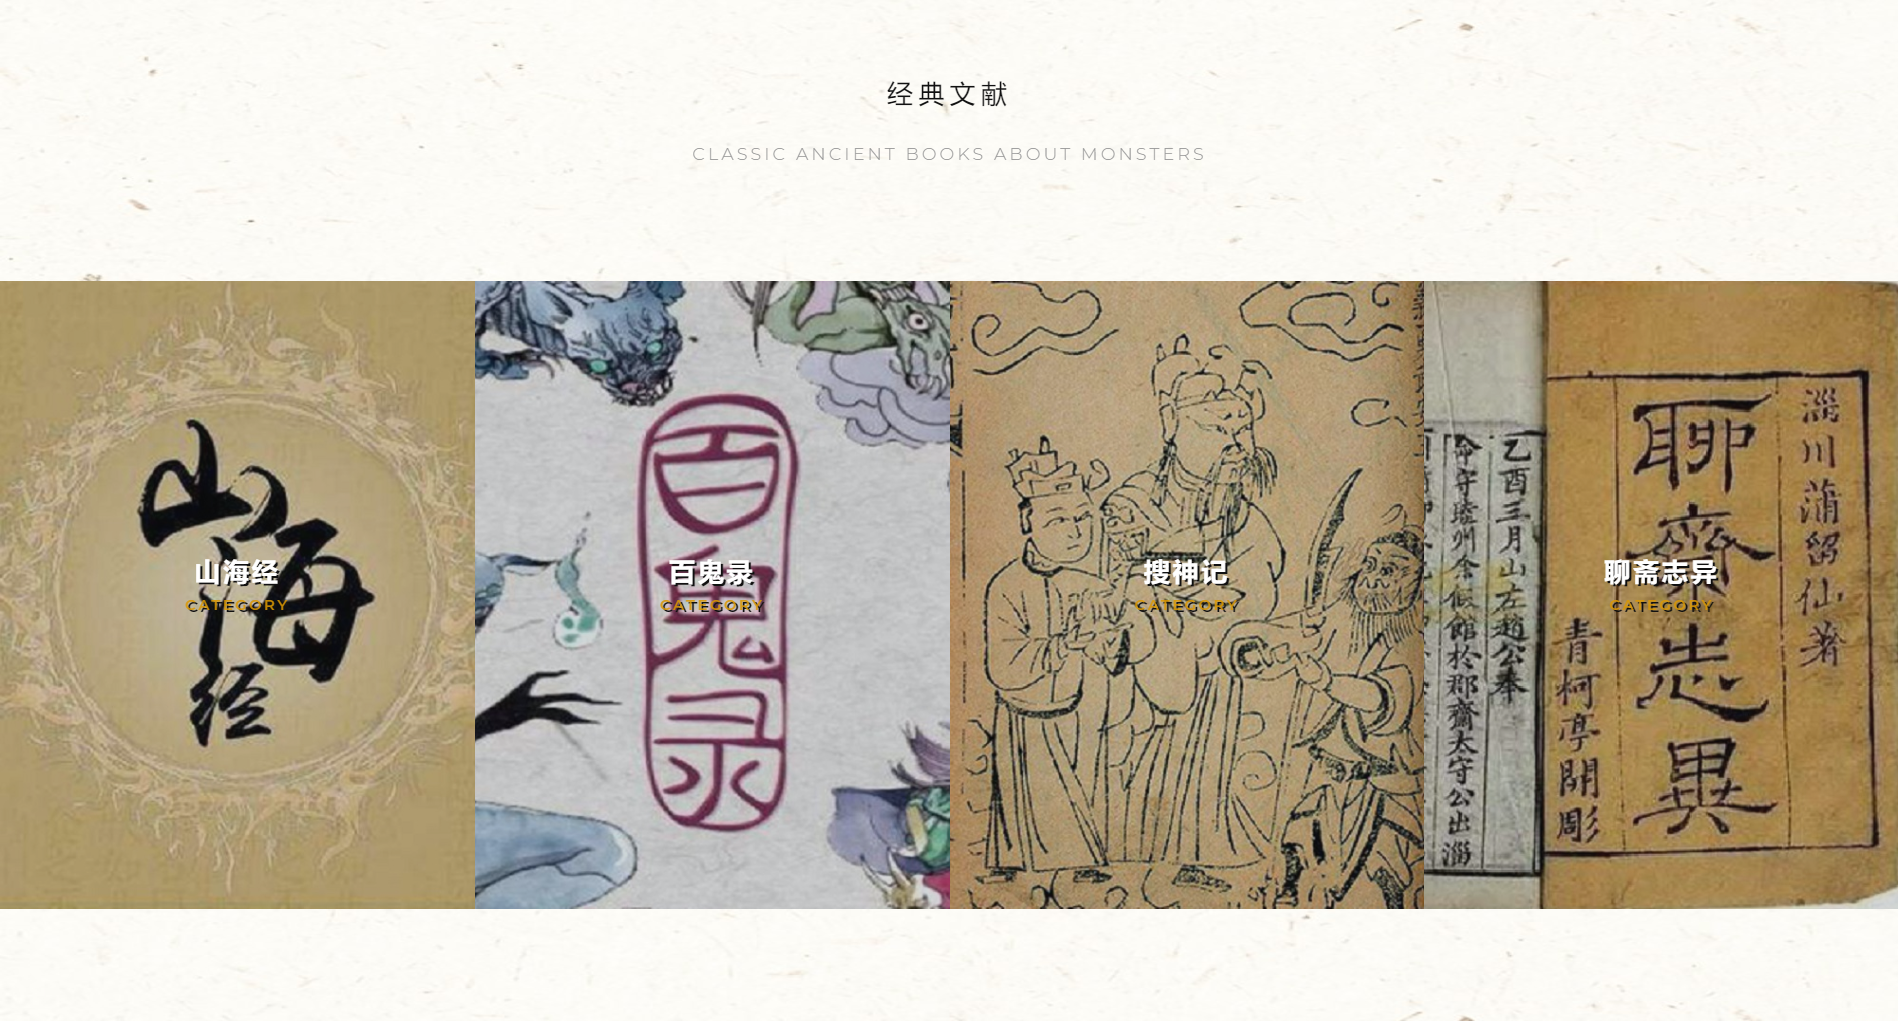 经典文献
CLASSIC ANCIENT BOOKS ABOUT MONSTERS
山海经
山海经
CATEGORY
百鬼录
百鬼录
CATEGORY
搜神记
CATEGORY
淄川蒲留仙著
聊齋志異
青柯亭開彫
乙酉三月山左趙公奉
命守睦州余假館於郡齋太守公出淄
聊斋志异
CATEGORY